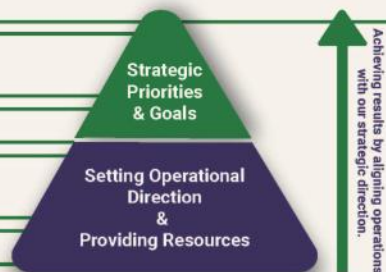 Strategic
Priorities
& Goals
Setting Operational
Direction
&
Providing Resources
Achieving results by aligning operations
with our strategic direction.